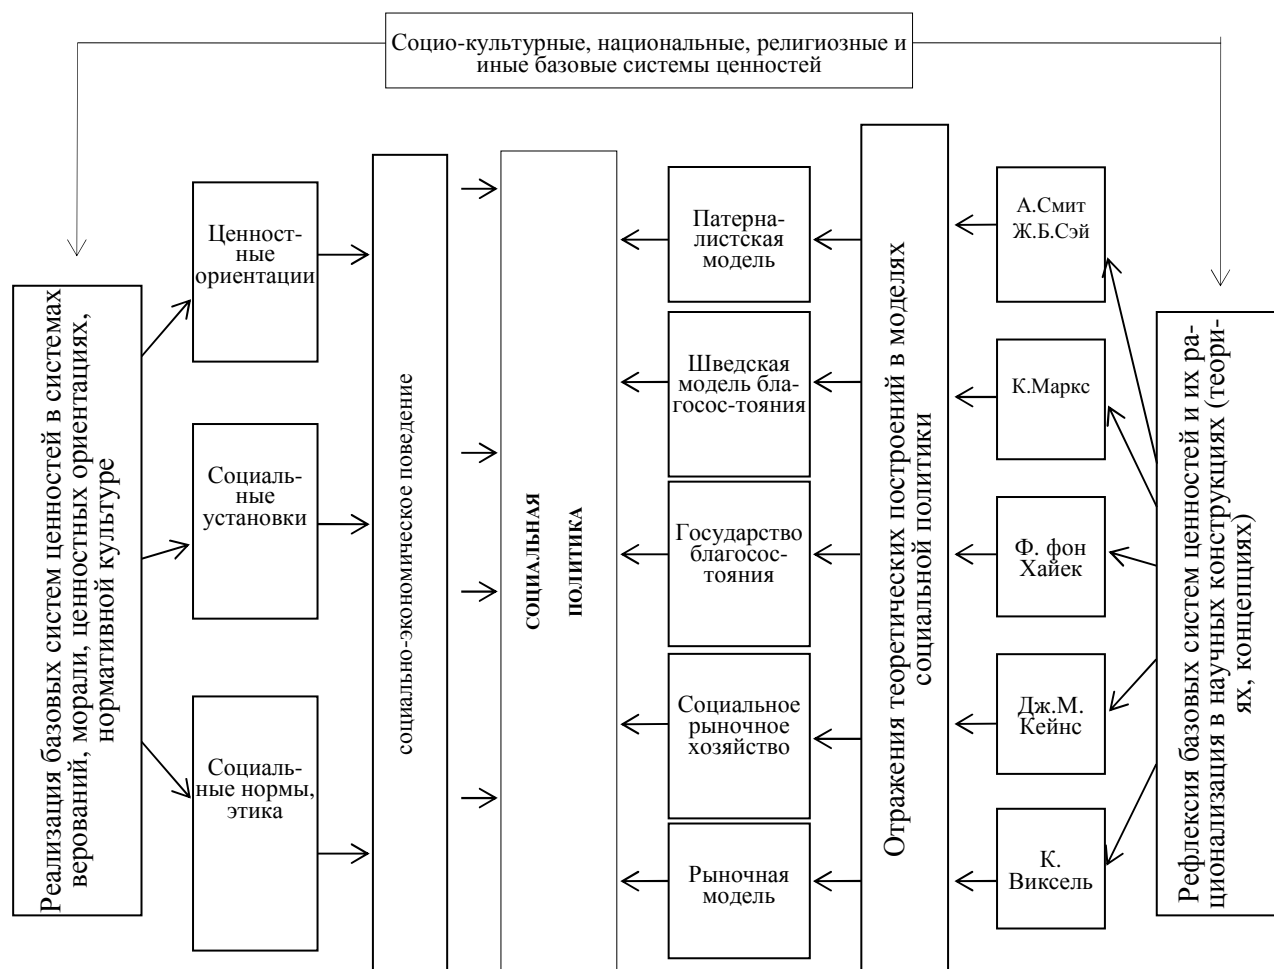 Социо-культурные, национальные, религиозные и
иные базовые системы ценностей
Реализация базовых систем ценностей в системах
верований, морали, ценностных ориентациях,
нормативной культуре
Ценност-
ные
ориентации
Социаль-
ные
установки
Социаль-
ные нормы,
этика
социально-экономическое поведение
СОЦИАЛЬНАЯ
ПОЛИТИКА
Патерна-
листская
модель
Шведская
модель бла-
госос-тояния
Государство
благосос-
тояния
Социальное
рыночное
хозяйство
Рыночная
модель
Отражения теоретических построений в моделях
социальной политики
А.Смит
Ж.Б.Сэй
К.Маркс
Ф. фон
Хайек
Дж.М.
Кейнс
К.
Виксель
Рефлексия базовых систем ценностей и их ра-
ционализация в научных конструкциях (теори-
ях, концепциях)